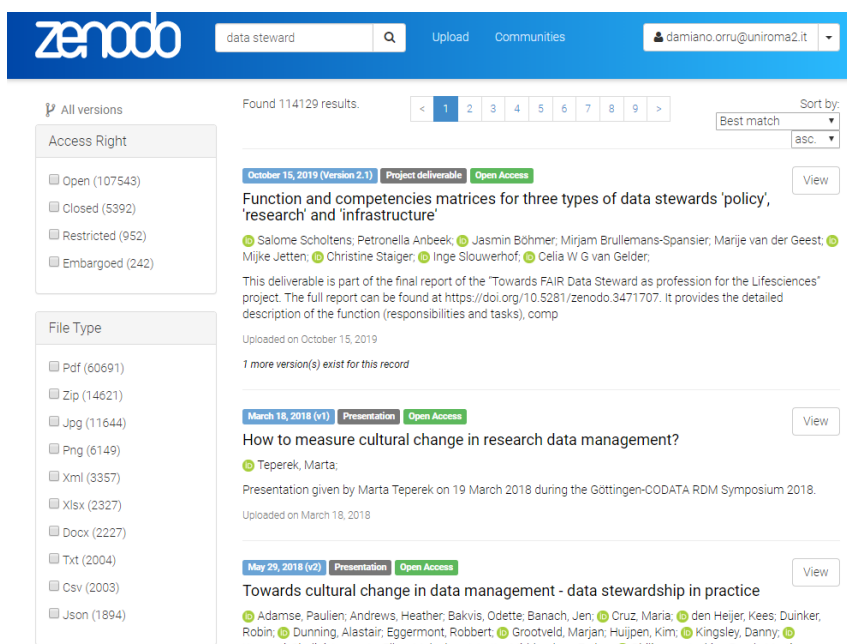 zenodo
data steward
Upload
Communities
damiano.orru@uniroma2.it
All versions
Access Right
Open (107543)
Closed (5392)
Restricted (952)
Embargoed (242)
File Type
Pdf (60691)
Zip (14621)
Jpg (11644)
Png (6149)
Xml (3357)
Xlsx (2327)
Docx (2227)
Txt (2004)
Csv (2003)
Json (1894)
Found 114129 results.
< 1 2 3 4 5 6 7 8 9 >
Sort by:
Best match
asc.
October 15, 2019 (Version 2.1) Project deliverable Open Access
View
Function and competencies matrices for three types of data stewards 'policy',
'research' and 'infrastructure'
Salome Scholtens; Petronella Anbeek; Jasmin Böhmer; Mirjam Brullemans-Spansier; Marije van der Geest;
Mijke Jetten; Christine Staiger; Inge Slouwerhof; Celia W G van Gelder;
This deliverable is part of the final report of the "Towards FAIR Data Steward as profession for the Lifesciences"
project. The full report can be found at https://doi.org/10.5281/zenodo.3471707. It provides the detailed
description of the function (responsibilities and tasks), comp
Uploaded on October 15, 2019
1 more version(s) exist for this record
March 18, 2018 (v1) Presentation Open Access
View
How to measure cultural change in research data management?
Teperek, Marta;
Presentation given by Marta Teperek on 19 March 2018 during the Göttingen-CODATA RDM Symposium 2018.
Uploaded on March 18, 2018
May 29, 2018 (v2) Presentation Open Access
View
Towards cultural change in data management - data stewardship in practice
Adamse, Paulien; Andrews, Heather; Bakvis, Odette; Banach, Jen; Cruz, Maria; den Heijer, Kees; Duinker,
Robin; Dunning, Alastair; Eggermont, Robbert; Grootveld, Marjan; Huijpen, Kim; Kingsley, Danny;